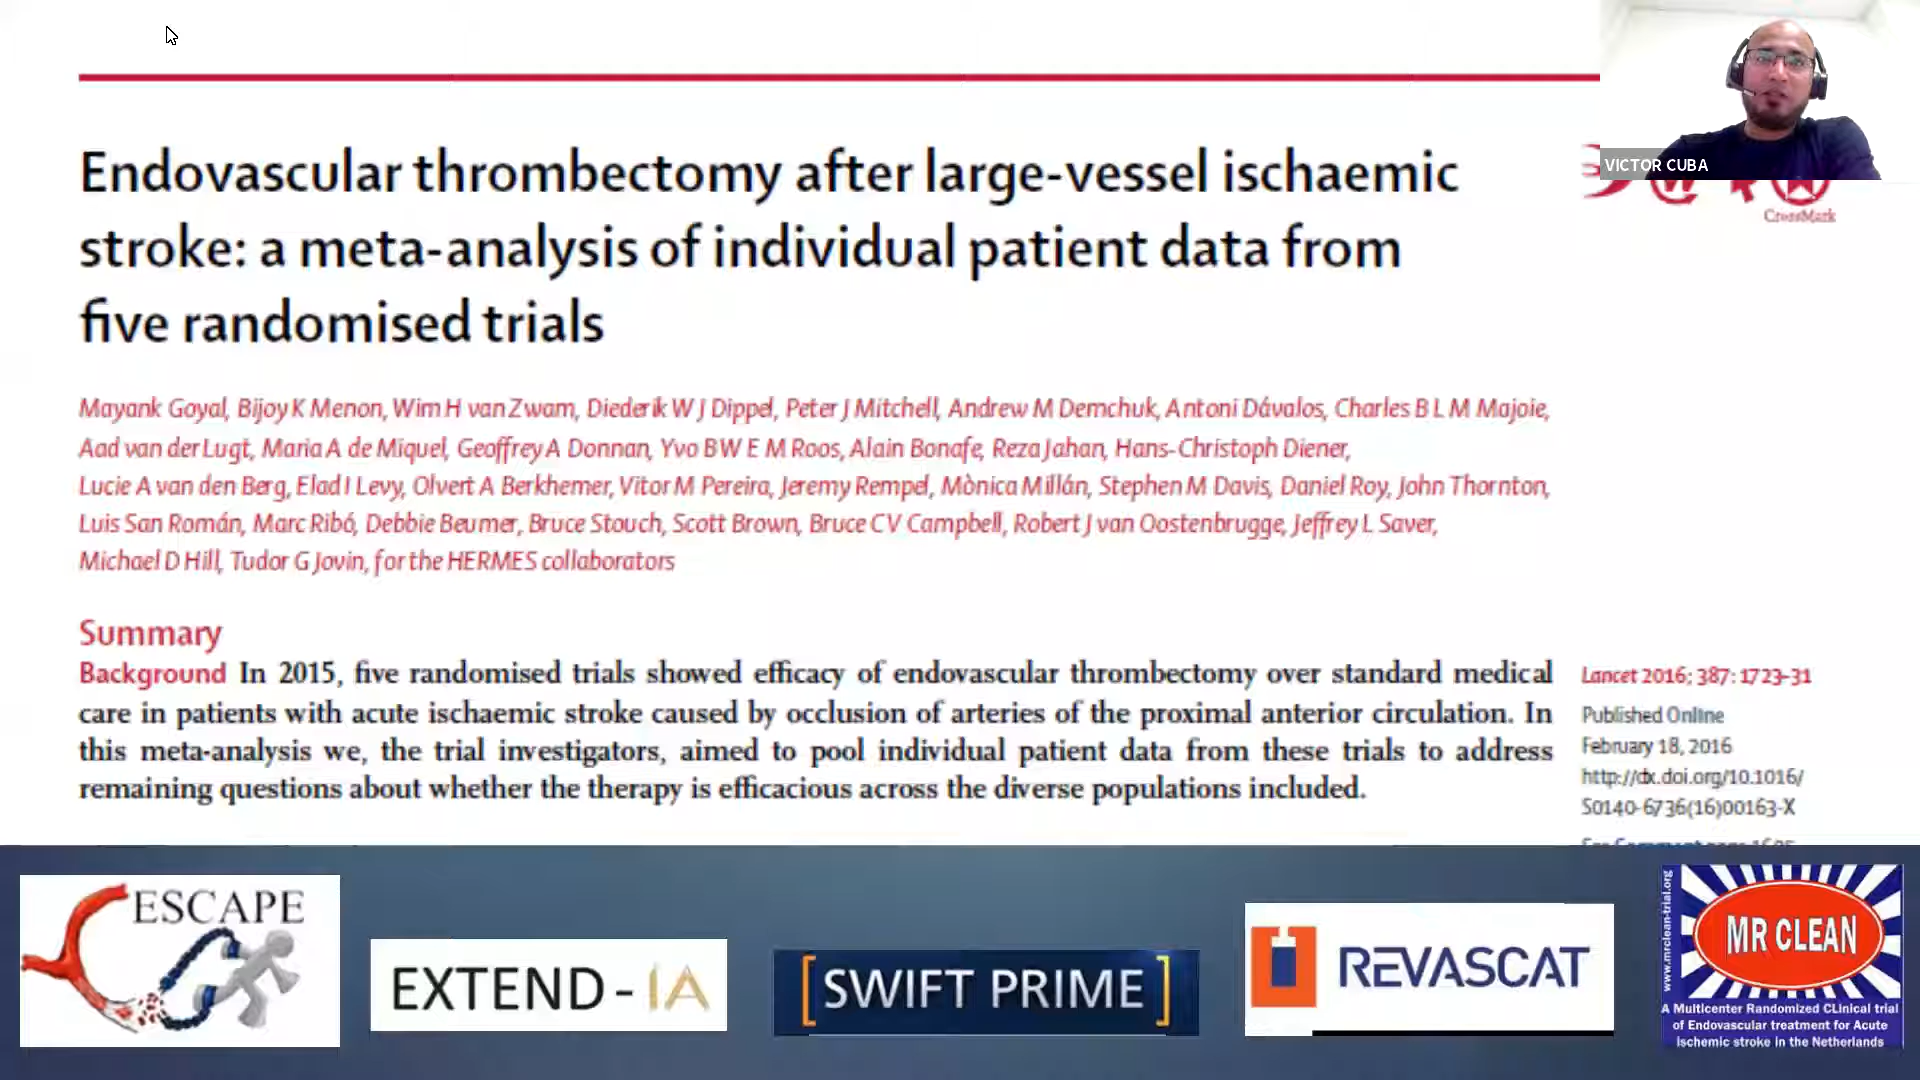 VICTOR CUBA
CrossMark
Endovascular thrombectomy after large-vessel ischaemic
stroke: a meta-analysis of individual patient data from
five randomised trials
Mayank Goyal, Bijoy K Menon, Wim H van Zwam, Diederik W J Dippel, Peter J Mitchell, Andrew M Demchuk, Antoni Dávalos, Charles B L M Majoie,
Aad van der Lugt, Maria A de Miquel, Geoffrey A Donnan, Yvo B W E M Roos, Alain Bonafe, Reza Jahan, Hans-Christoph Diener,
Lucie A van den Berg, Elad I Levy, Olvert A Berkhemer, Vitor M Pereira, Jeremy Rempel, Mònica Millán, Stephen M Davis, Daniel Roy, John Thornton,
Luis San Román, Marc Ribó, Debbie Beumer, Bruce Stouch, Scott Brown, Bruce C V Campbell, Robert J van Oostenbrugge, Jeffrey L Saver,
Michael D Hill, Tudor G Jovin, for the HERMES collaborators
Summary
Background In 2015, five randomised trials showed efficacy of endovascular thrombectomy over standard medical
care in patients with acute ischaemic stroke caused by occlusion of arteries of the proximal anterior circulation. In
this meta-analysis we, the trial investigators, aimed to pool individual patient data from these trials to address
remaining questions about whether the therapy is efficacious across the diverse populations included.
Lancet 2016; 387: 1723–31
Published Online
February 18, 2016
http://dx.doi.org/10.1016/
S0140-6736(16)00163-X
ESCAPE
EXTEND-IA
[SWIFT PRIME]
REVASCAT
www.mrclean-trial.org
MR CLEAN
A Multicenter Randomized CLinical trial
of Endovascular treatment for Acute
Ischemic stroke in the Netherlands